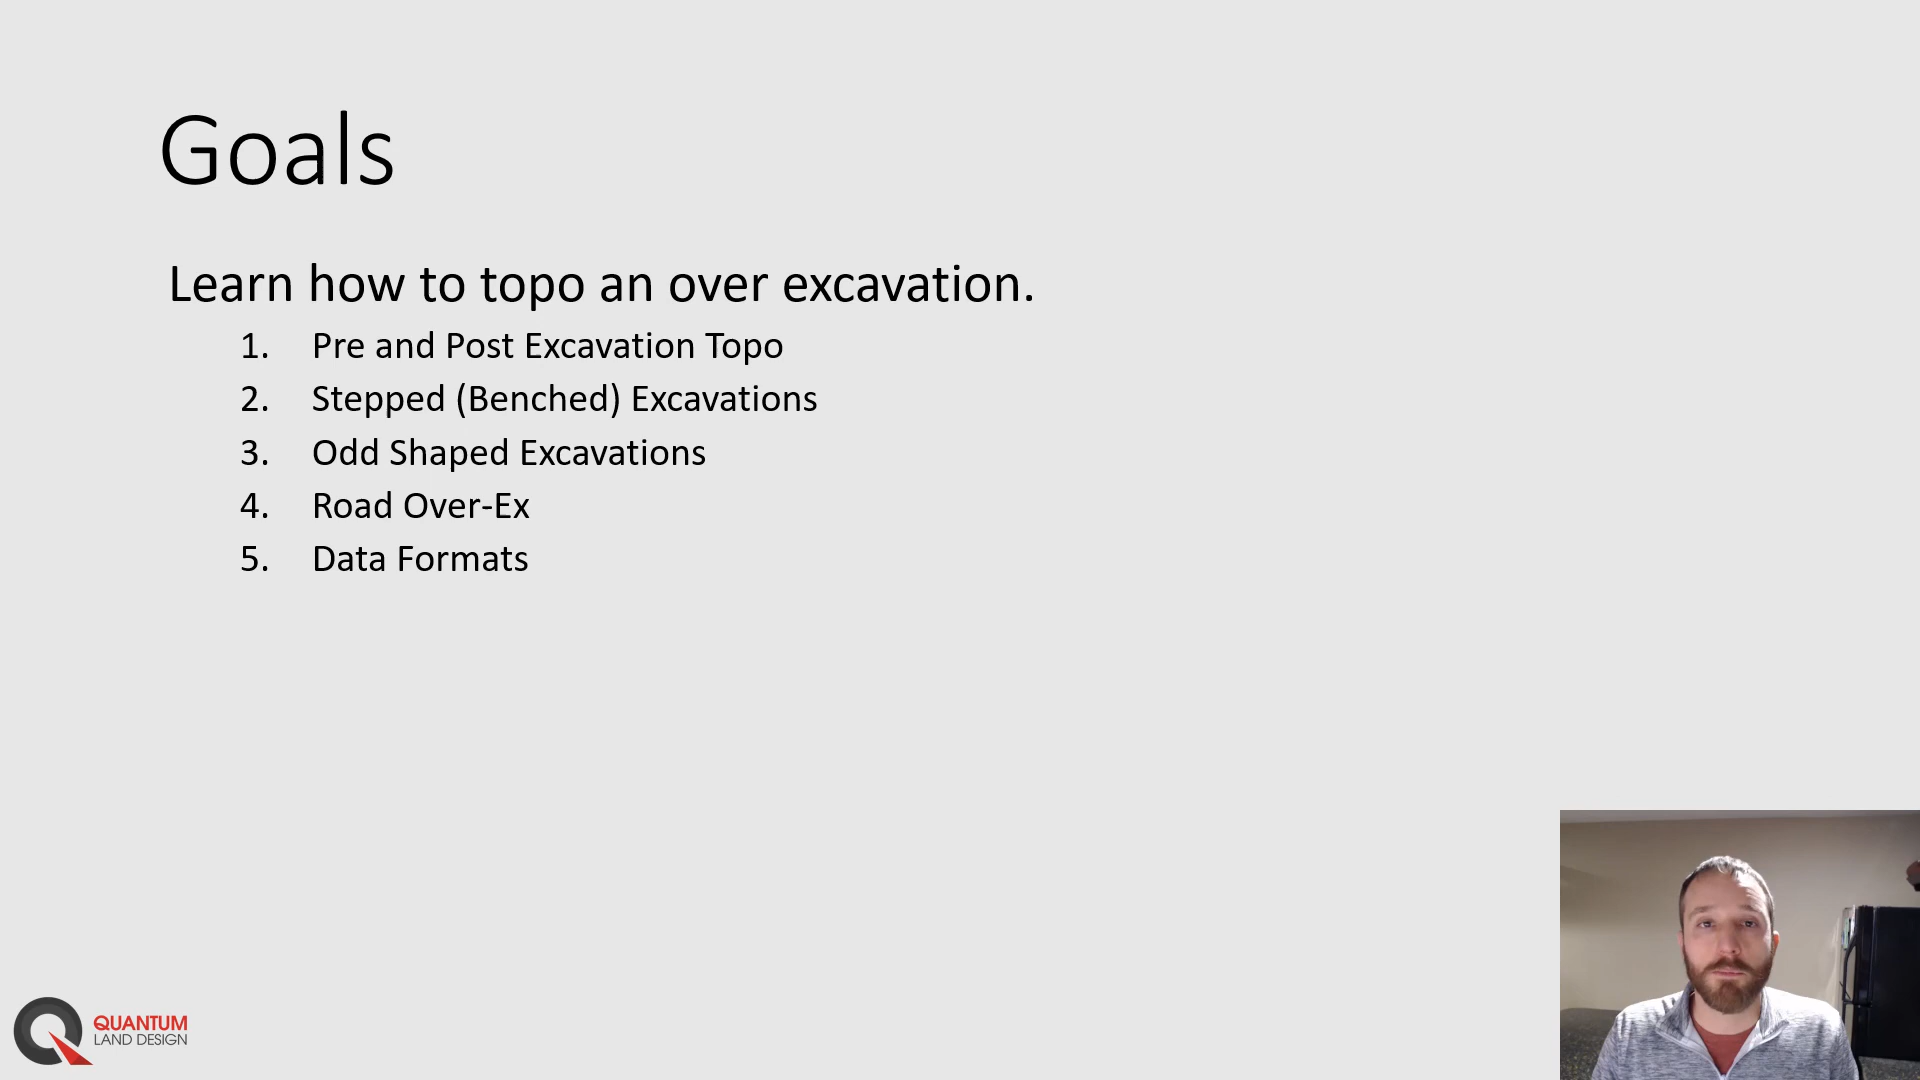 Goals
Learn how to topo an over excavation.
1. Pre and Post Excavation Topo
2. Stepped (Benched) Excavations
3. Odd Shaped Excavations
4. Road Over-Ex
5. Data Formats
QUANTUM
LAND DESIGN